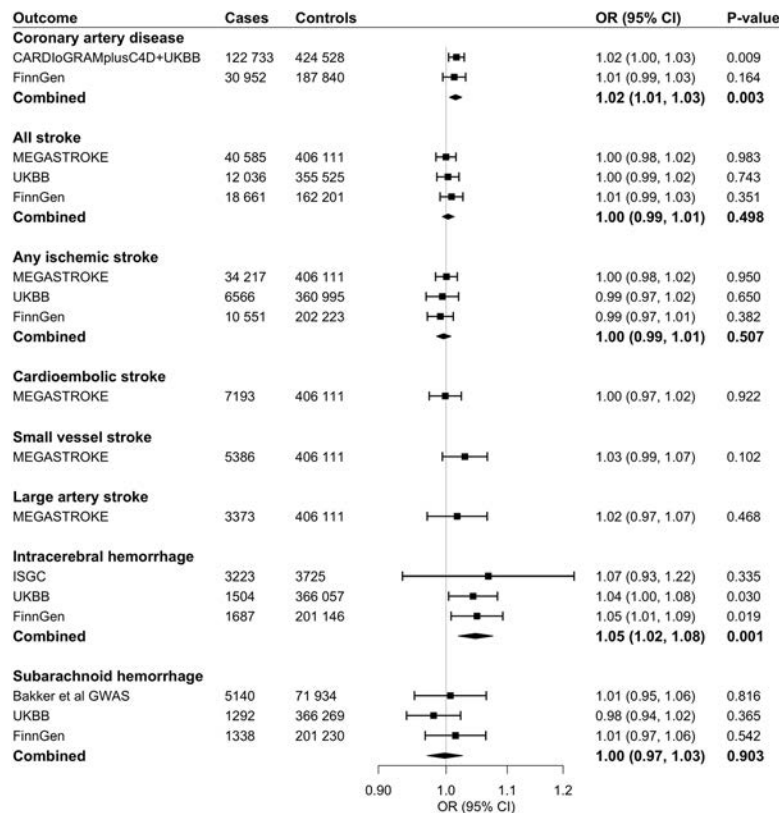 Outcome Cases Controls OR (95% CI) P-value
Coronary artery disease
CARDIoGRAMplusC4D+UKBB 122 733 424 528 1.02 (1.00, 1.03) 0.009
FinnGen 30 952 187 840 1.01 (0.99, 1.03) 0.164
Combined 1.02 (1.01, 1.03) 0.003
All stroke
MEGASTROKE 40 585 406 111 1.00 (0.98, 1.02) 0.983
UKBB 12 036 355 525 1.00 (0.99, 1.02) 0.743
FinnGen 18 661 162 201 1.01 (0.99, 1.03) 0.351
Combined 1.00 (0.99, 1.01) 0.498
Any ischemic stroke
MEGASTROKE 34 217 406 111 1.00 (0.98, 1.02) 0.950
UKBB 6566 360 995 0.99 (0.97, 1.02) 0.650
FinnGen 10 551 202 223 0.99 (0.97, 1.01) 0.382
Combined 1.00 (0.99, 1.01) 0.507
Cardioembolic stroke
MEGASTROKE 7193 406 111 1.00 (0.97, 1.02) 0.922
Small vessel stroke
MEGASTROKE 5386 406 111 1.03 (0.99, 1.07) 0.102
Large artery stroke
MEGASTROKE 3373 406 111 1.02 (0.97, 1.07) 0.468
Intracerebral hemorrhage
ISGC 3223 3725 1.07 (0.93, 1.22) 0.335
UKBB 1504 366 057 1.04 (1.00, 1.08) 0.030
FinnGen 1687 201 146 1.05 (1.01, 1.09) 0.019
Combined 1.05 (1.02, 1.08) 0.001
Subarachnoid hemorrhage
Bakker et al GWAS 5140 71 934 1.01 (0.95, 1.06) 0.816
UKBB 1292 366 269 0.98 (0.94, 1.02) 0.365
FinnGen 1338 201 230 1.01 (0.97, 1.06) 0.542
Combined 1.00 (0.97, 1.03) 0.903
0.90 1.0 1.1 1.2
OR (95% CI)